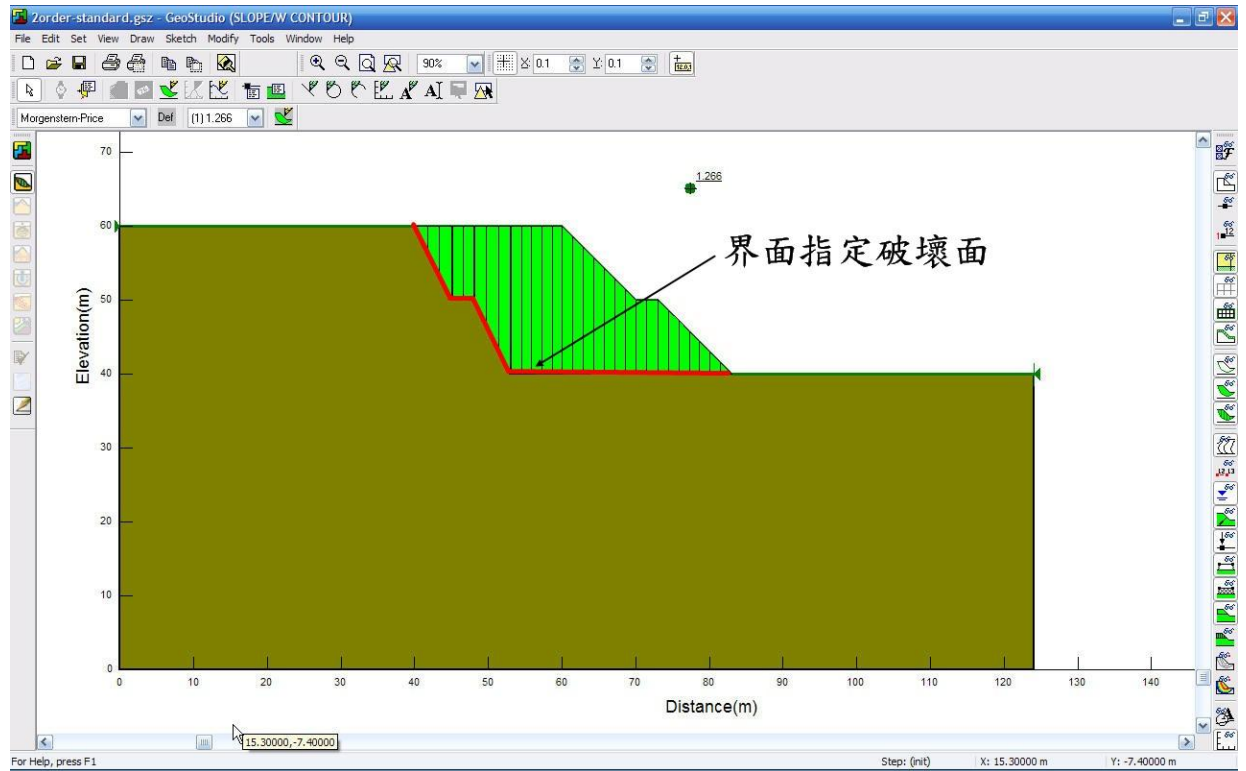 2order-standard.gsz - GeoStudio (SLOPE/W CONTOUR)
File Edit Set View Draw Sketch Modify Tools Window Help
90% X: 0.1 Y: 0.1
Morgenstern-Price Def (1) 1.266
70
1.266
60
界面指定破壞面
50
Elevation(m)
40
30
20
10
0
0 10 20 30 40 50 60 70 80 90 100 110 120 130 140
Distance(m)
15.30000,-7.40000
For Help, press F1 Step: (init) X: 15.30000 m Y: -7.40000 m